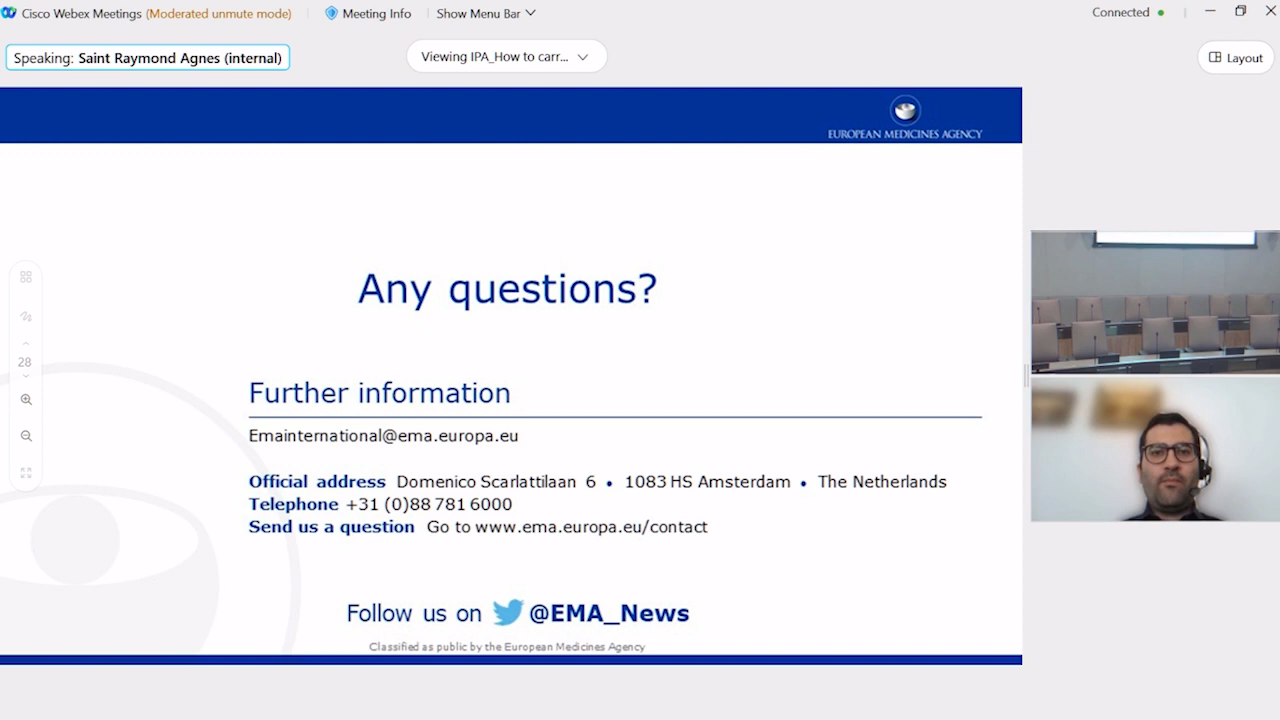 Cisco Webex Meetings (Moderated unmute mode) Meeting Info Show Menu Bar Connected
Speaking: Saint Raymond Agnes (internal) Viewing IPA_How to carr... Layout
EUROPEAN MEDICINES AGENCY
Any questions?
28
Further information
Emainternational@ema.europa.eu
Official address Domenico Scarlattilaan 6 • 1083 HS Amsterdam • The Netherlands
Telephone +31 (0)88 781 6000
Send us a question Go to www.ema.europa.eu/contact
Follow us on @EMA_News
Classified as public by the European Medicines Agency